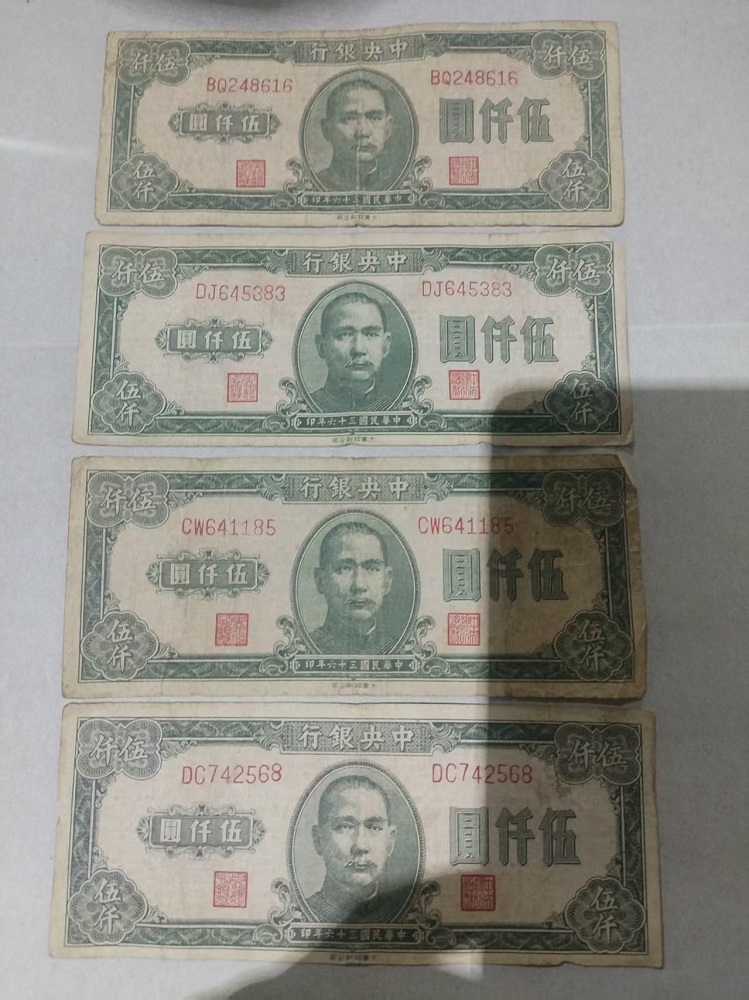 行銀央中
仟伍
伍仟
BQ248616
BQ248616
圓仟伍
圓仟伍
伍仟
伍仟
印年六十三國民華中
行銀央中
仟伍
仟伍
DJ645383
DJ645383
圓仟伍
圓仟伍
伍仟
伍仟
印年六十三國民華中
行銀央中
仟伍
仟伍
CW641185
CW641185
圓仟伍
圓仟伍
伍仟
伍仟
印年六十三國民華中
行銀央中
仟伍
仟伍
DC742568
DC742568
圓仟伍
圓仟伍
伍仟
伍仟
印年六十三國民華中